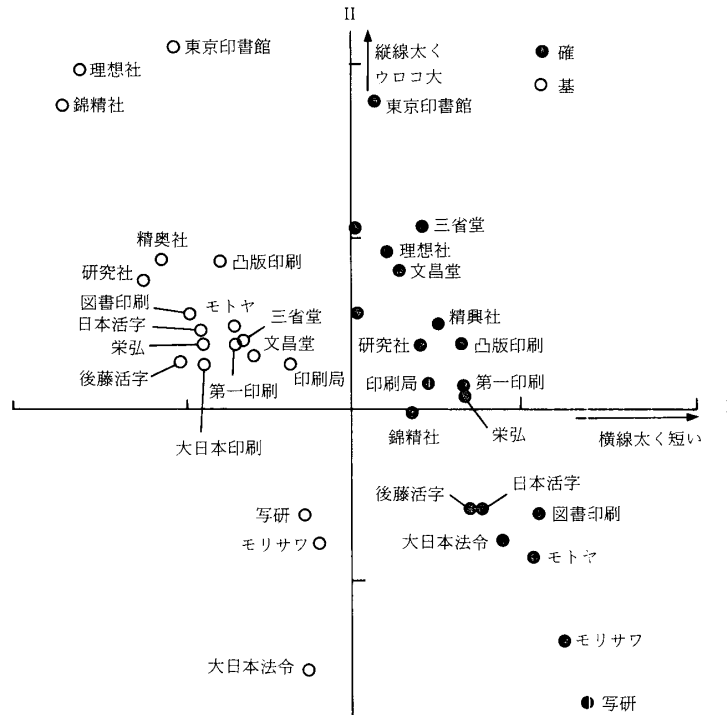 II
東京印書館
理想社
錦精社
縦線太く
ウロコ大
確
基
東京印書館
精奥社
凸版印刷
研究社
図書印刷
モトヤ
日本活字
三省堂
栄弘
文昌堂
後藤活字
第一印刷
印刷局
大日本印刷
三省堂
理想社
文昌堂
精興社
研究社
凸版印刷
印刷局
第一印刷
錦精社
栄弘
横線太く短い
後藤活字
日本活字
図書印刷
大日本法令
モトヤ
モリサワ
写研
写研
モリサワ
大日本法令